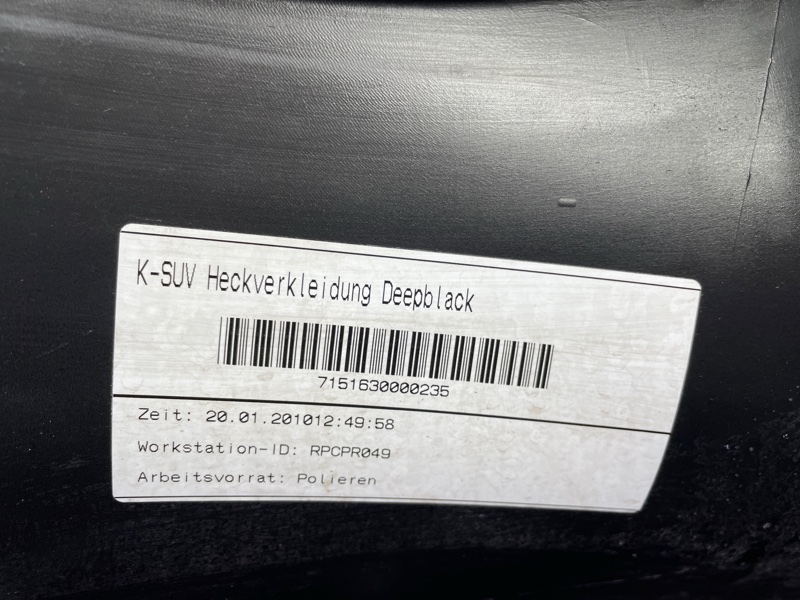 K-SUV Heckverkleidung Deepblack
7151630000235
Zeit: 20.01.201012:49:58
Workstation-ID: RPCPR049
Arbeitsvorrat: Polieren